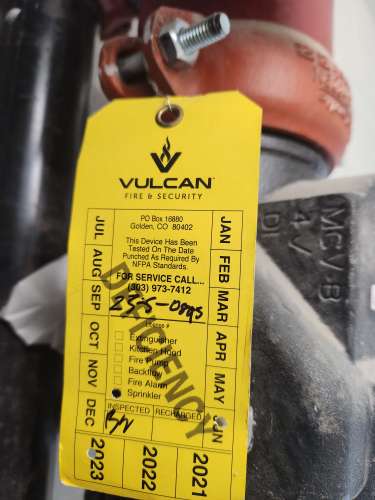 VULCAN
FIRE & SECURITY
PO Box 16880
Golden, CO 80402
This Device Has Been
Tested On The Date
Punched As Required By
NFPA Standards.
FOR SERVICE CALL...
(303) 973-7412
License #
Extinguisher
Kitchen Hood
Fire Pump
Backflow
Fire Alarm
Sprinkler
INSPECTED
RECHARGED
DEFICIENCY
JUL
AUG
SEP
OCT
NOV
DEC
JAN
FEB
MAR
APR
MAY
JUN
2023
2022
2021